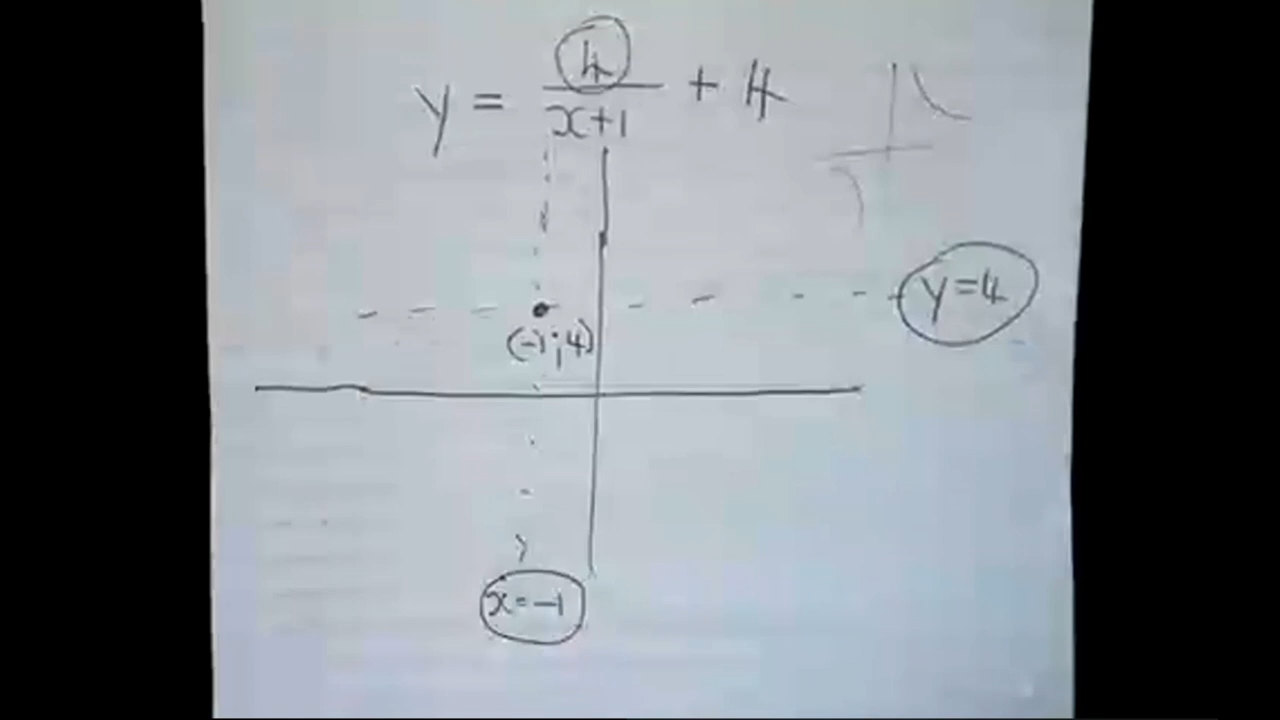 y = 4/(x+1) + 4
y=4
(-1;4)
x=-1